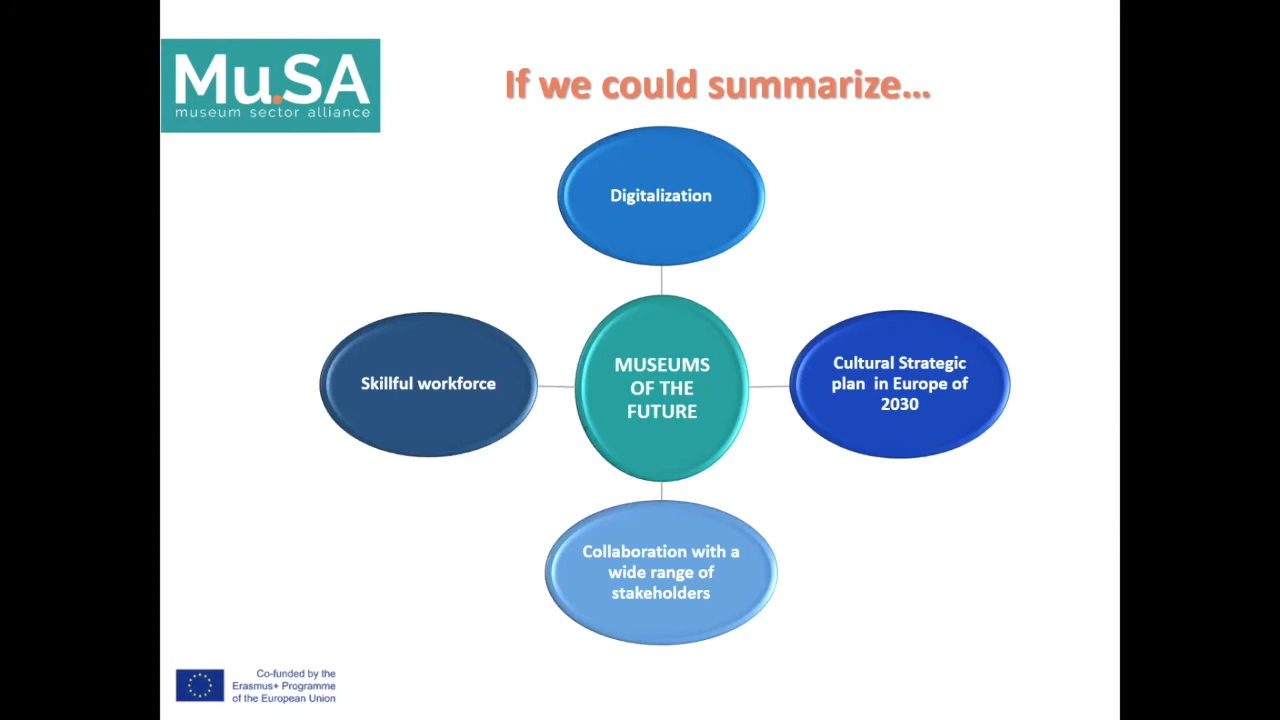 Mu.SA
museum sector alliance
If we could summarize...
Digitalization
Skillful workforce
MUSEUMS
OF THE
FUTURE
Cultural Strategic
plan in Europe of
2030
Collaboration with a
wide range of
stakeholders
Co-funded by the
Erasmus+ Programme
of the European Union